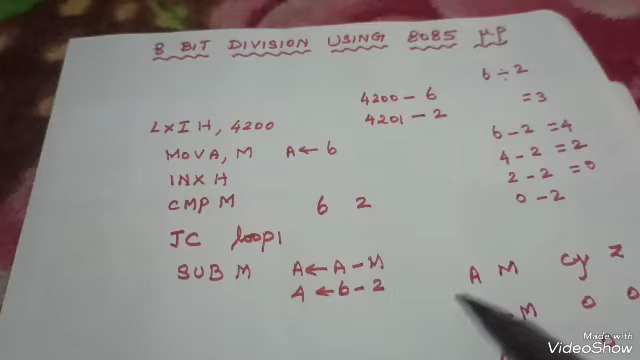 8 BIT DIVISION USING 8085 μP
6 ÷ 2
= 3
4200 - 6
4201 - 2
LXI H, 4200
MOV A, M A ← 6
INX H
CMP M 6 2
JC loop1
SUB M A ← A - M
4 ← 6 - 2
6 - 2 = 4
4 - 2 = 2
2 - 2 = 0
0 - 2
A M Cy Z
M 0 0
Made with
VideoShow